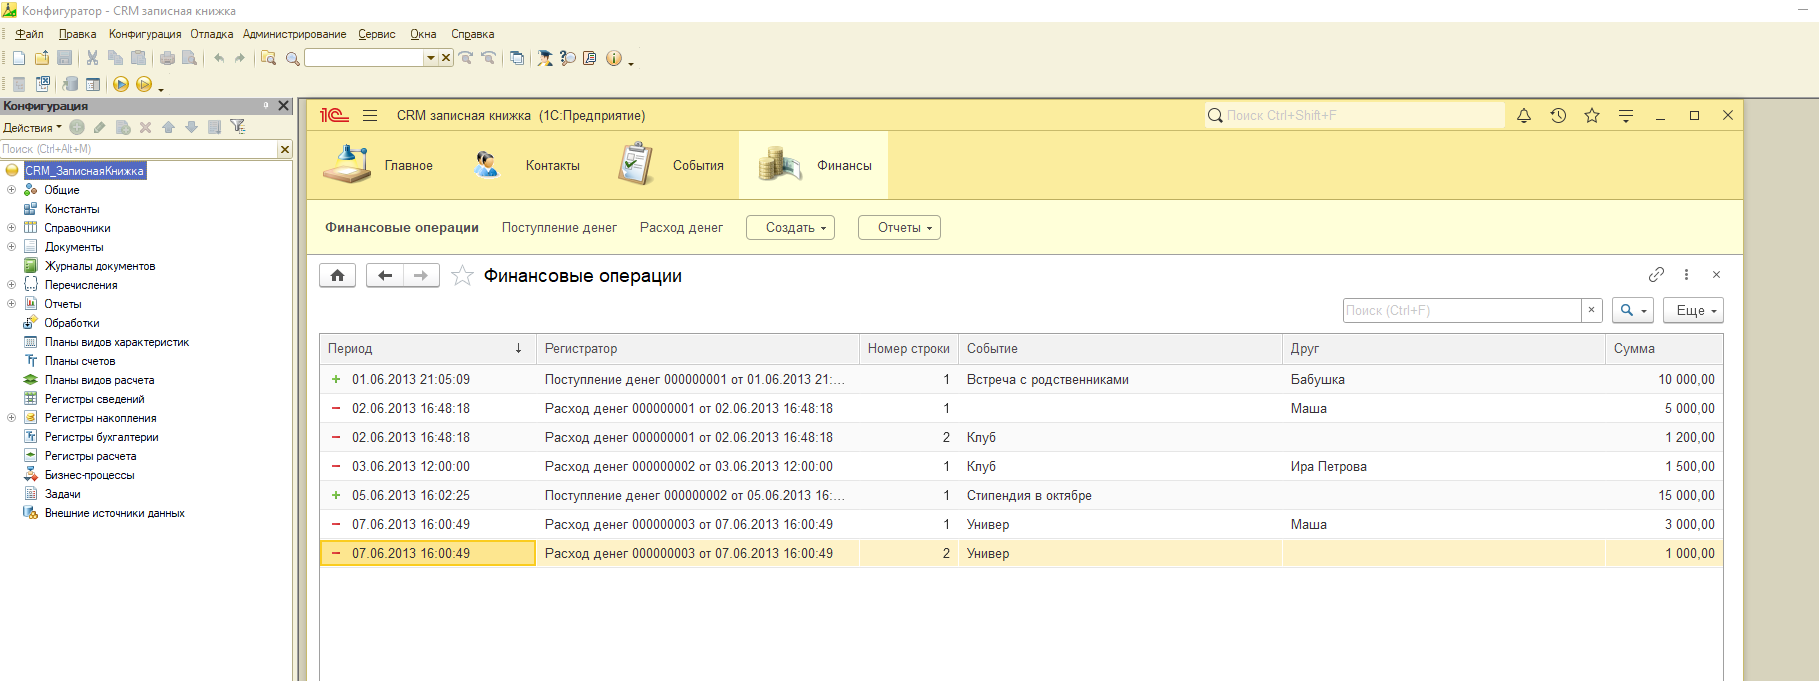 Конфигуратор - CRM записная книжка
Файл Правка Конфигурация Отладка Администрирование Сервис Окна Справка
Конфигурация
Действия
Поиск (Ctrl+Alt+M)
CRM_ЗаписнаяКнижка
Общие
Константы
Справочники
Документы
Журналы документов
Перечисления
Отчеты
Обработки
Планы видов характеристик
Планы счетов
Планы видов расчета
Регистры сведений
Регистры накопления
Регистры бухгалтерии
Регистры расчета
Бизнес-процессы
Задачи
Внешние источники данных
1С CRM записная книжка (1С:Предприятие) Поиск Ctrl+Shift+F
Главное Контакты События Финансы
Финансовые операции Поступление денег Расход денег Создать Отчеты
Финансовые операции
Поиск (Ctrl+F) Еще
Период Регистратор Номер строки Событие Друг Сумма
+ 01.06.2013 21:05:09 Поступление денег 000000001 от 01.06.2013 21:... 1 Встреча с родственниками Бабушка 10 000,00
− 02.06.2013 16:48:18 Расход денег 000000001 от 02.06.2013 16:48:18 1 Маша 5 000,00
− 02.06.2013 16:48:18 Расход денег 000000001 от 02.06.2013 16:48:18 2 Клуб 1 200,00
− 03.06.2013 12:00:00 Расход денег 000000002 от 03.06.2013 12:00:00 1 Клуб Ира Петрова 1 500,00
+ 05.06.2013 16:02:25 Поступление денег 000000002 от 05.06.2013 16:... 1 Стипендия в октябре 15 000,00
− 07.06.2013 16:00:49 Расход денег 000000003 от 07.06.2013 16:00:49 1 Универ Маша 3 000,00
− 07.06.2013 16:00:49 Расход денег 000000003 от 07.06.2013 16:00:49 2 Универ 1 000,00